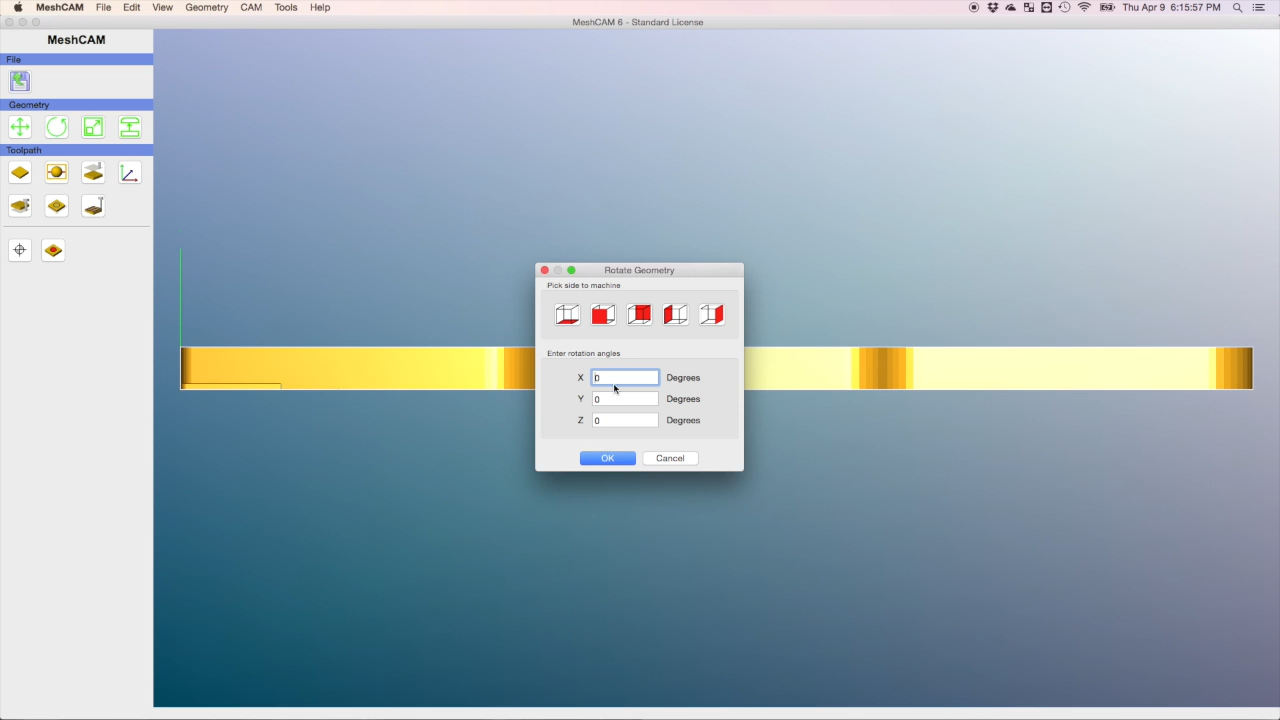 MeshCAM File Edit View Geometry CAM Tools Help Thu Apr 9 6:15:57 PM
MeshCAM 6 - Standard License
MeshCAM
File
Geometry
Toolpath
Rotate Geometry
Pick side to machine
Enter rotation angles
X 0 Degrees
Y 0 Degrees
Z 0 Degrees
OK Cancel